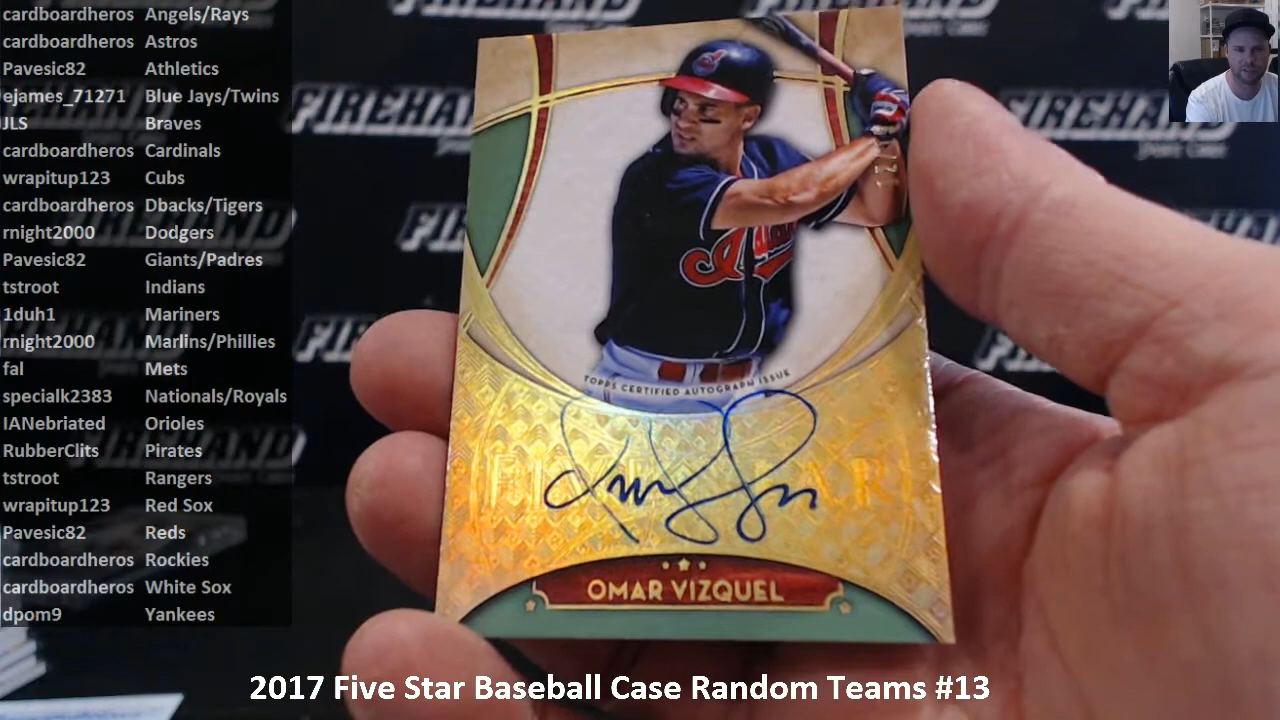 cardboardheros Angels/Rays
cardboardheros Astros
Pavesic82 Athletics
ejames_71271 Blue Jays/Twins
JLS Braves
cardboardheros Cardinals
wrapitup123 Cubs
cardboardheros Dbacks/Tigers
rnight2000 Dodgers
Pavesic82 Giants/Padres
tstroot Indians
1duh1 Mariners
rnight2000 Marlins/Phillies
fal Mets
specialk2383 Nationals/Royals
IANebriated Orioles
RubberClits Pirates
tstroot Rangers
wrapitup123 Red Sox
Pavesic82 Reds
cardboardheros Rockies
cardboardheros White Sox
dpom9 Yankees
FIREHAND
TOPPS CERTIFIED AUTOGRAPH ISSUE
OMAR VIZQUEL
2017 Five Star Baseball Case Random Teams #13